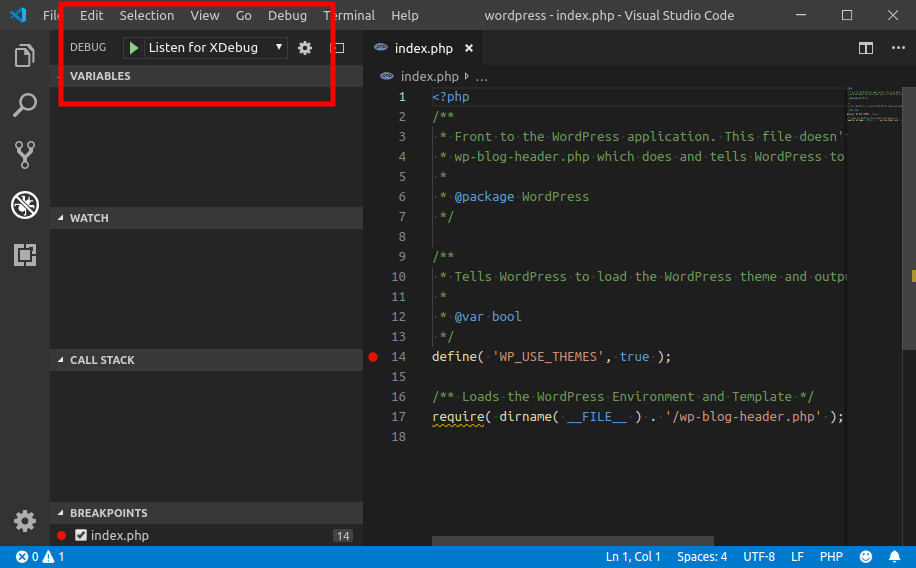 File Edit Selection View Go Debug Terminal Help wordpress - index.php - Visual Studio Code
DEBUG Listen for XDebug
index.php
VARIABLES
index.php ...
1 <?php
2 /**
3 * Front to the WordPress application. This file doesn'
4 * wp-blog-header.php which does and tells WordPress to
5 *
6 * @package WordPress
7 */
8
9 /**
10 * Tells WordPress to load the WordPress theme and outpu
11 *
12 * @var bool
13 */
14 define( 'WP_USE_THEMES', true );
15
16 /** Loads the WordPress Environment and Template */
17 require( dirname( __FILE__ ) . '/wp-blog-header.php' );
18
WATCH
CALL STACK
BREAKPOINTS
index.php 14
0 1 Ln 1, Col 1 Spaces: 4 UTF-8 LF PHP